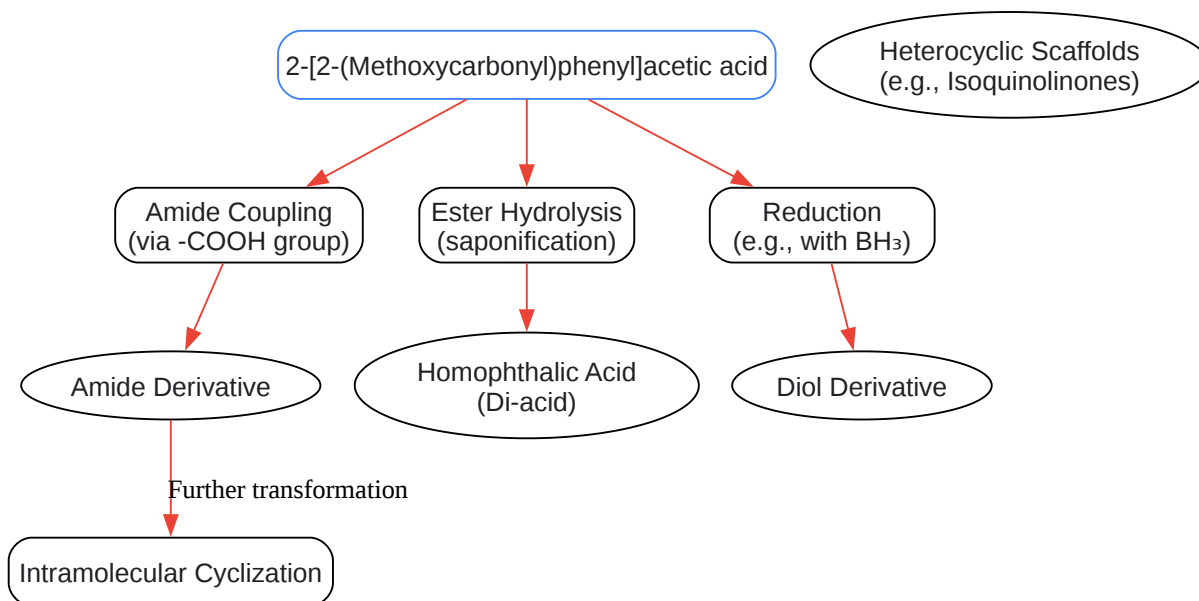 2-[2-(Methoxycarbonyl)phenyl]acetic acid
Heterocyclic Scaffolds
(e.g., Isoquinolinones)
Amide Coupling
(via -COOH group)
Ester Hydrolysis
(saponification)
Reduction
(e.g., with BH₃)
Amide Derivative
Homophthalic Acid
(Di-acid)
Diol Derivative
Further transformation
Intramolecular Cyclization